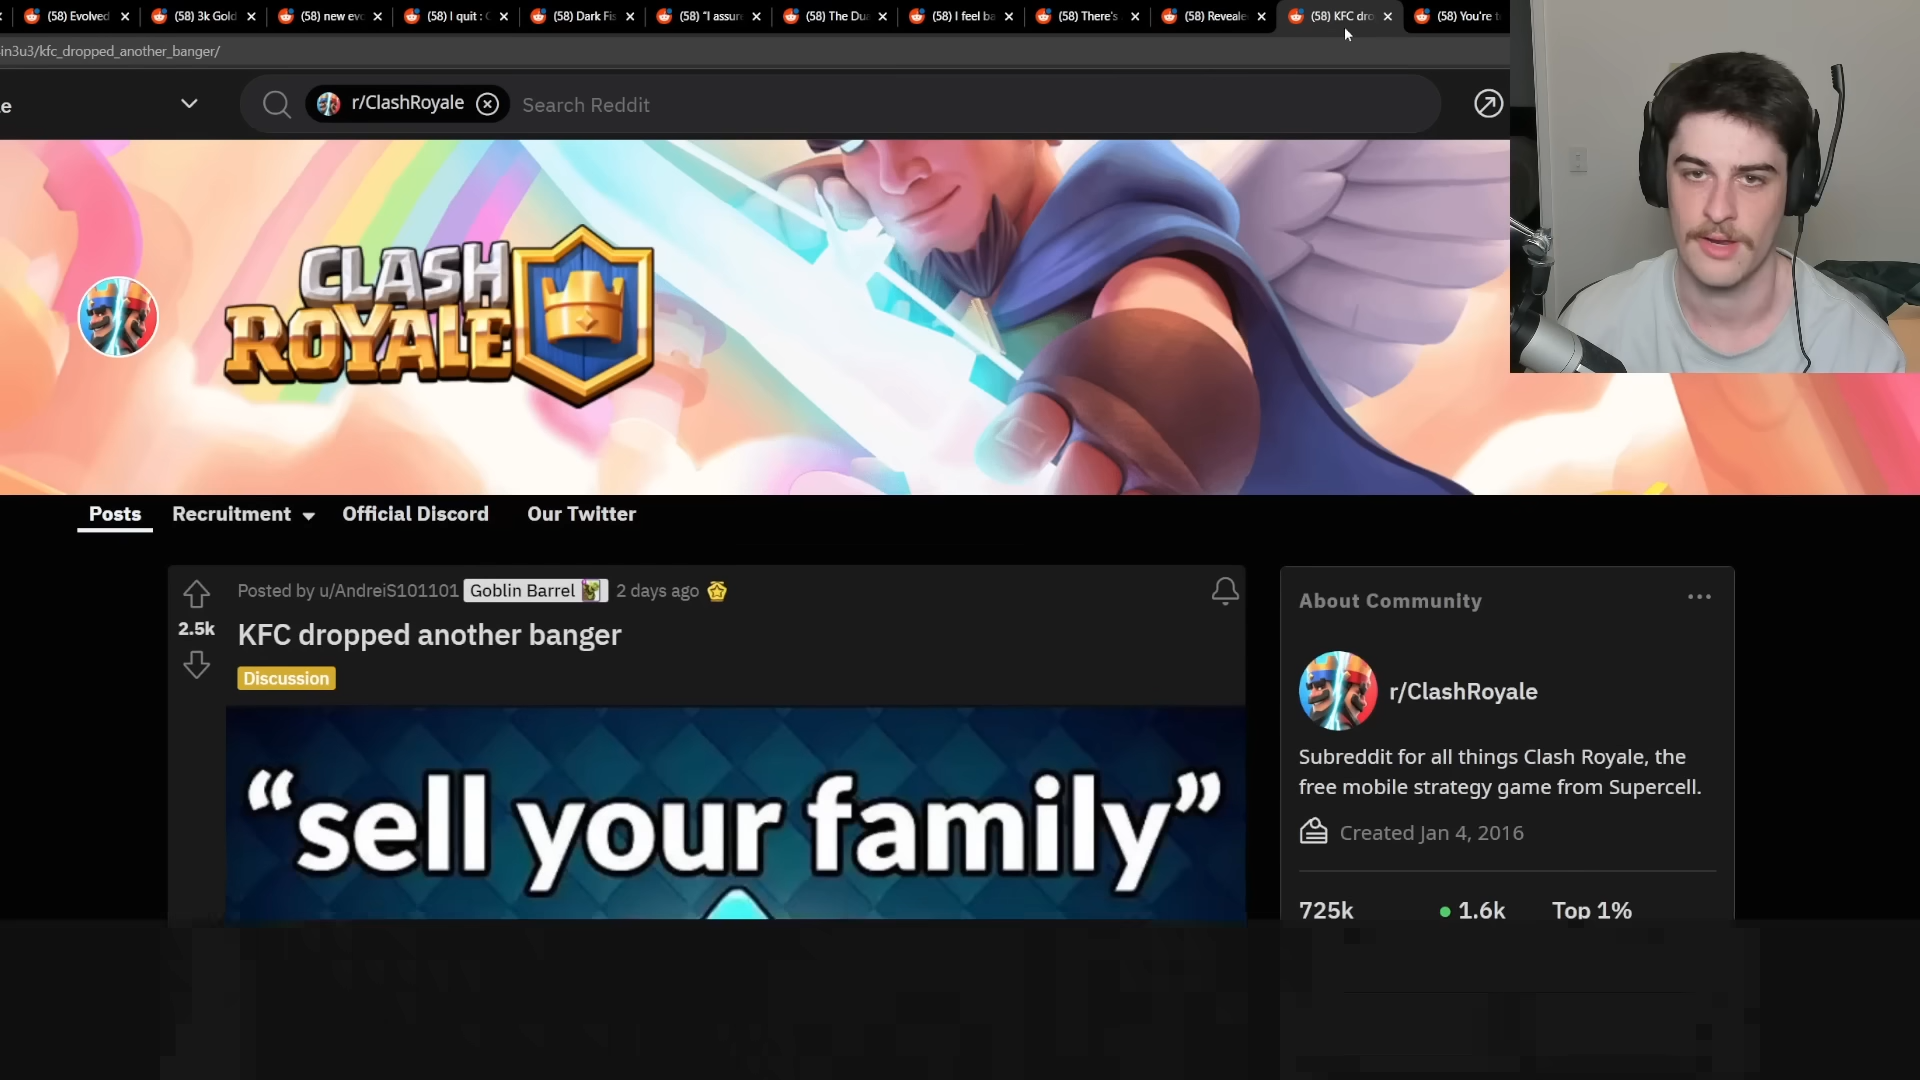 (58) Evolved
(58) 3k Gold
(58) new evo
(58) I quit :
(58) Dark
(58) "I assur
(58) The Du
(58) I feel ba
(58) There's
(58) Reveale
(58) KFC dro
(58) You're
in3u3/kfc_dropped_another_banger/
e
r/ClashRoyale
Search Reddit
CLASH
ROYALE
Posts
Recruitment
Official Discord
Our Twitter
Posted by u/AndreiS101101
Goblin Barrel
2 days ago
2.5k
KFC dropped another banger
Discussion
“sell your family”
About Community
r/ClashRoyale
Subreddit for all things Clash Royale, the
free mobile strategy game from Supercell.
Created Jan 4, 2016
725k
1.6k
Top 1%